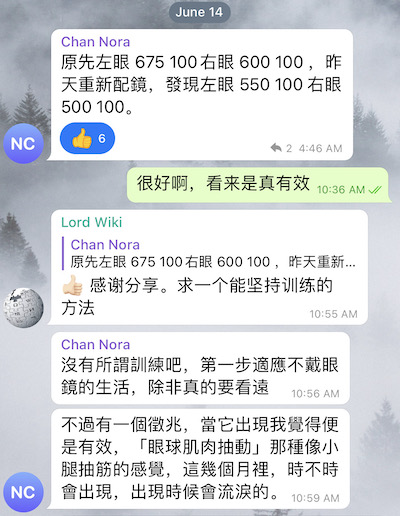 June 14
Chan Nora
原先左眼 675 100右眼 600 100 ，昨
天重新配鏡，發現左眼 550 100 右眼
500 100。
👍 6
2 4:46 AM
NC
很好啊，看来是真有效 10:36 AM
Lord Wiki
Chan Nora
原先左眼 675 100右眼 600 100 ，昨天重新...
👍🏻 感谢分享。求一个能坚持训练的
方法
10:55 AM
Chan Nora
沒有所謂訓練吧，第一步適應不戴眼
鏡的生活，除非真的要看遠 10:56 AM
不過有一個徵兆，當它出現我覺得便
是有效，「眼球肌肉抽動」那種像小
腿抽筋的感覺，這幾個月裡，時不時
會出現，出現時候會流淚的。 10:59 AM
NC